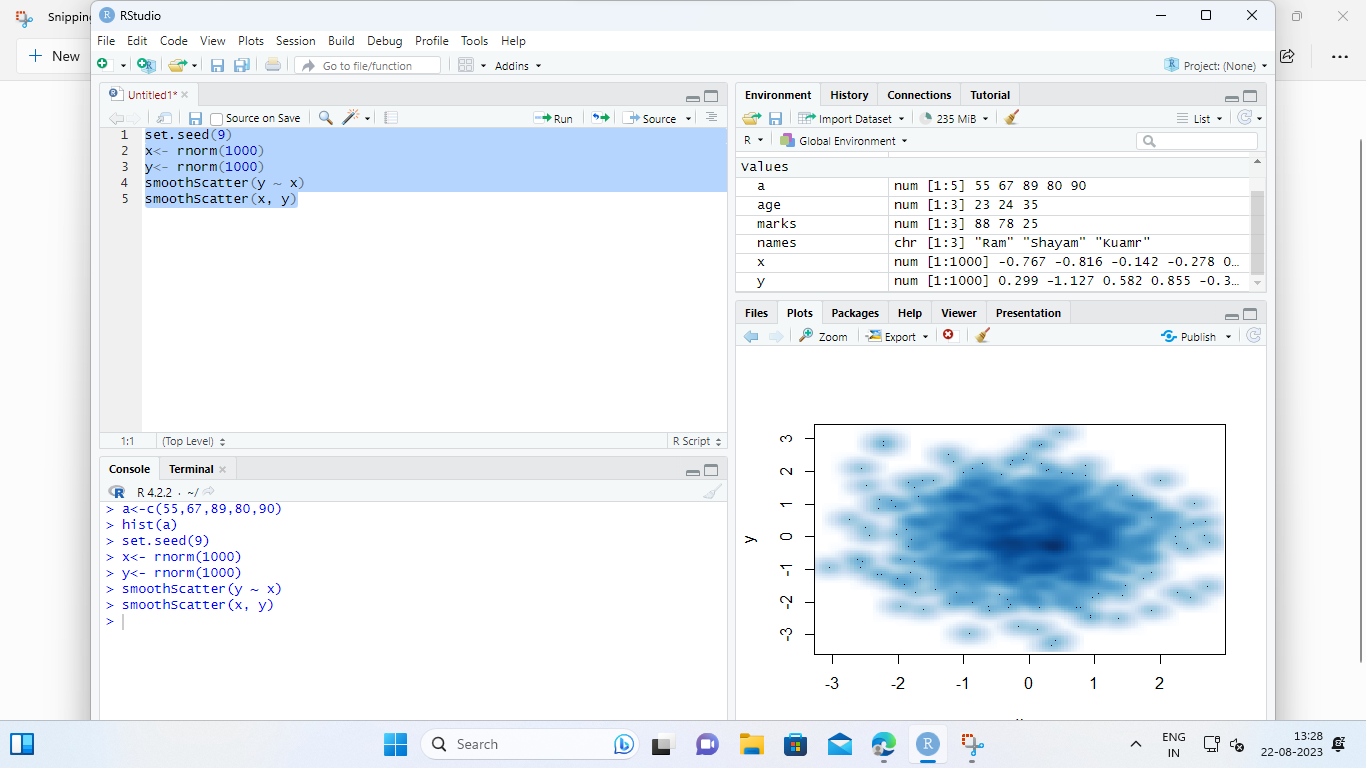 Snipping
RStudio
New
File Edit Code View Plots Session Build Debug Profile Tools Help
Go to file/function
Addins
Project: (None)
Untitled1*
Source on Save
Run
Source
1 set.seed(9)
2 x<- rnorm(1000)
3 y<- rnorm(1000)
4 smoothScatter(y ~ x)
5 smoothScatter(x, y)
1:1 (Top Level) R Script
Console Terminal
R 4.2.2 · ~/
> a<-c(55,67,89,80,90)
> hist(a)
> set.seed(9)
> x<- rnorm(1000)
> y<- rnorm(1000)
> smoothScatter(y ~ x)
> smoothScatter(x, y)
>
Environment History Connections Tutorial
Import Dataset 235 MiB List
R Global Environment
Values
a num [1:5] 55 67 89 80 90
age num [1:3] 23 24 35
marks num [1:3] 88 78 25
names chr [1:3] "Ram" "Shayam" "Kuamr"
x num [1:1000] -0.767 -0.816 -0.142 -0.278 0...
y num [1:1000] 0.299 -1.127 0.582 0.855 -0.3...
Files Plots Packages Help Viewer Presentation
Zoom Export Publish
3
2
1
0
-1
-2
-3
y
-3 -2 -1 0 1 2
Search
ENG
IN
13:28
22-08-2023